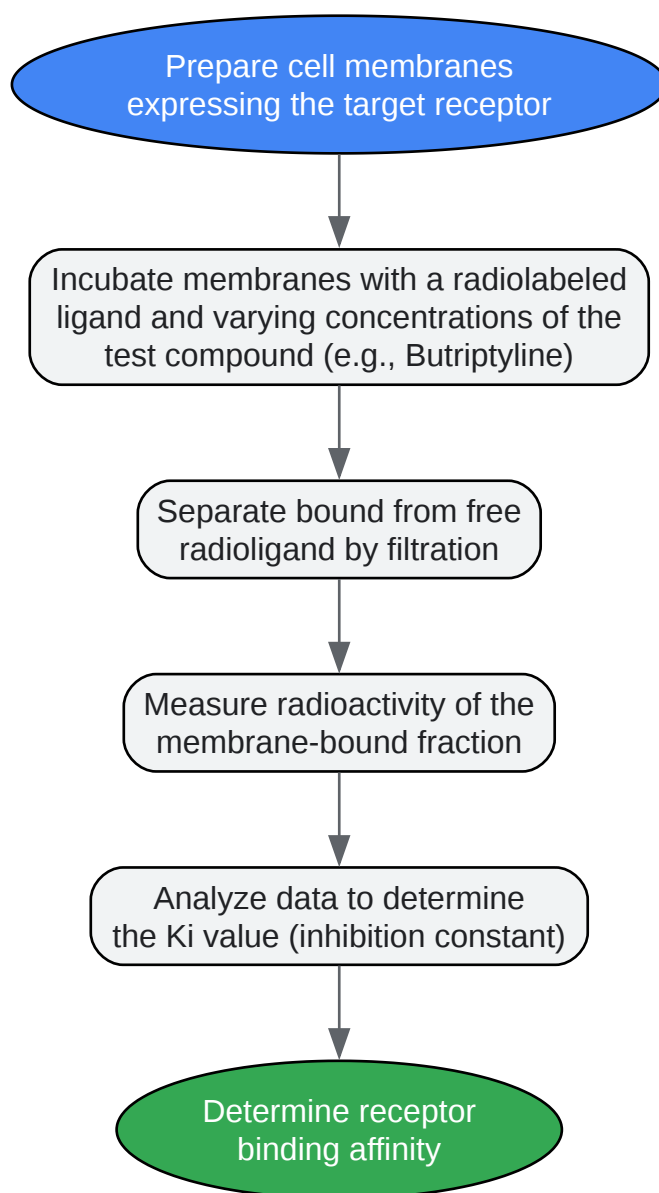 Prepare cell membranes
expressing the target receptor
Incubate membranes with a radiolabeled
ligand and varying concentrations of the
test compound (e.g., Butriptyline)
Separate bound from free
radioligand by filtration
Measure radioactivity of the
membrane-bound fraction
Analyze data to determine
the Ki value (inhibition constant)
Determine receptor
binding affinity